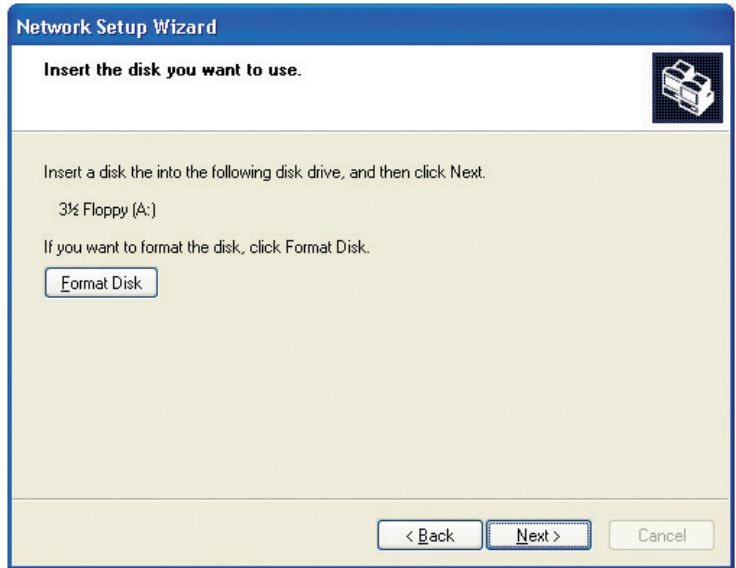 Network Setup Wizard
Insert the disk you want to use.
Insert a disk the into the following disk drive, and then click Next.
3½ Floppy (A:)
If you want to format the disk, click Format Disk.
Format Disk
< Back Next > Cancel